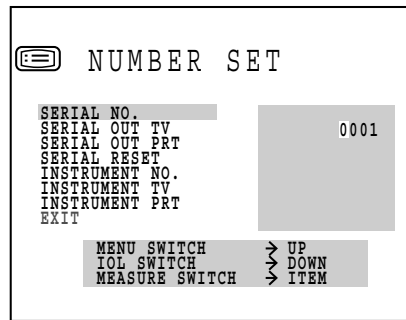 NUMBER SET
SERIAL NO.
SERIAL OUT TV
SERIAL OUT PRT
SERIAL RESET
INSTRUMENT NO.
INSTRUMENT TV
INSTRUMENT PRT
EXIT
0001
MENU SWITCH → UP
IOL SWITCH → DOWN
MEASURE SWITCH → ITEM